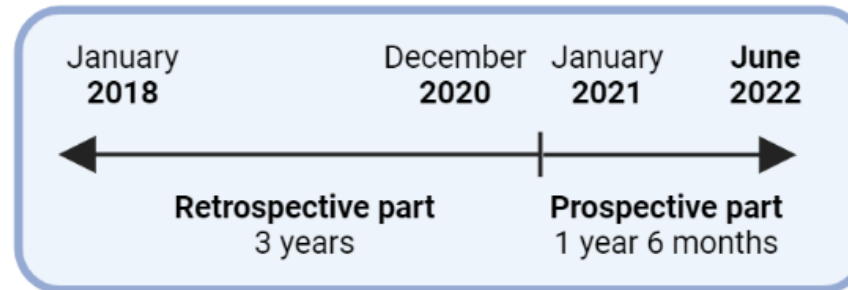 January December January June
2018 2020 2021 2022
Retrospective part Prospective part
3 years 1 year 6 months